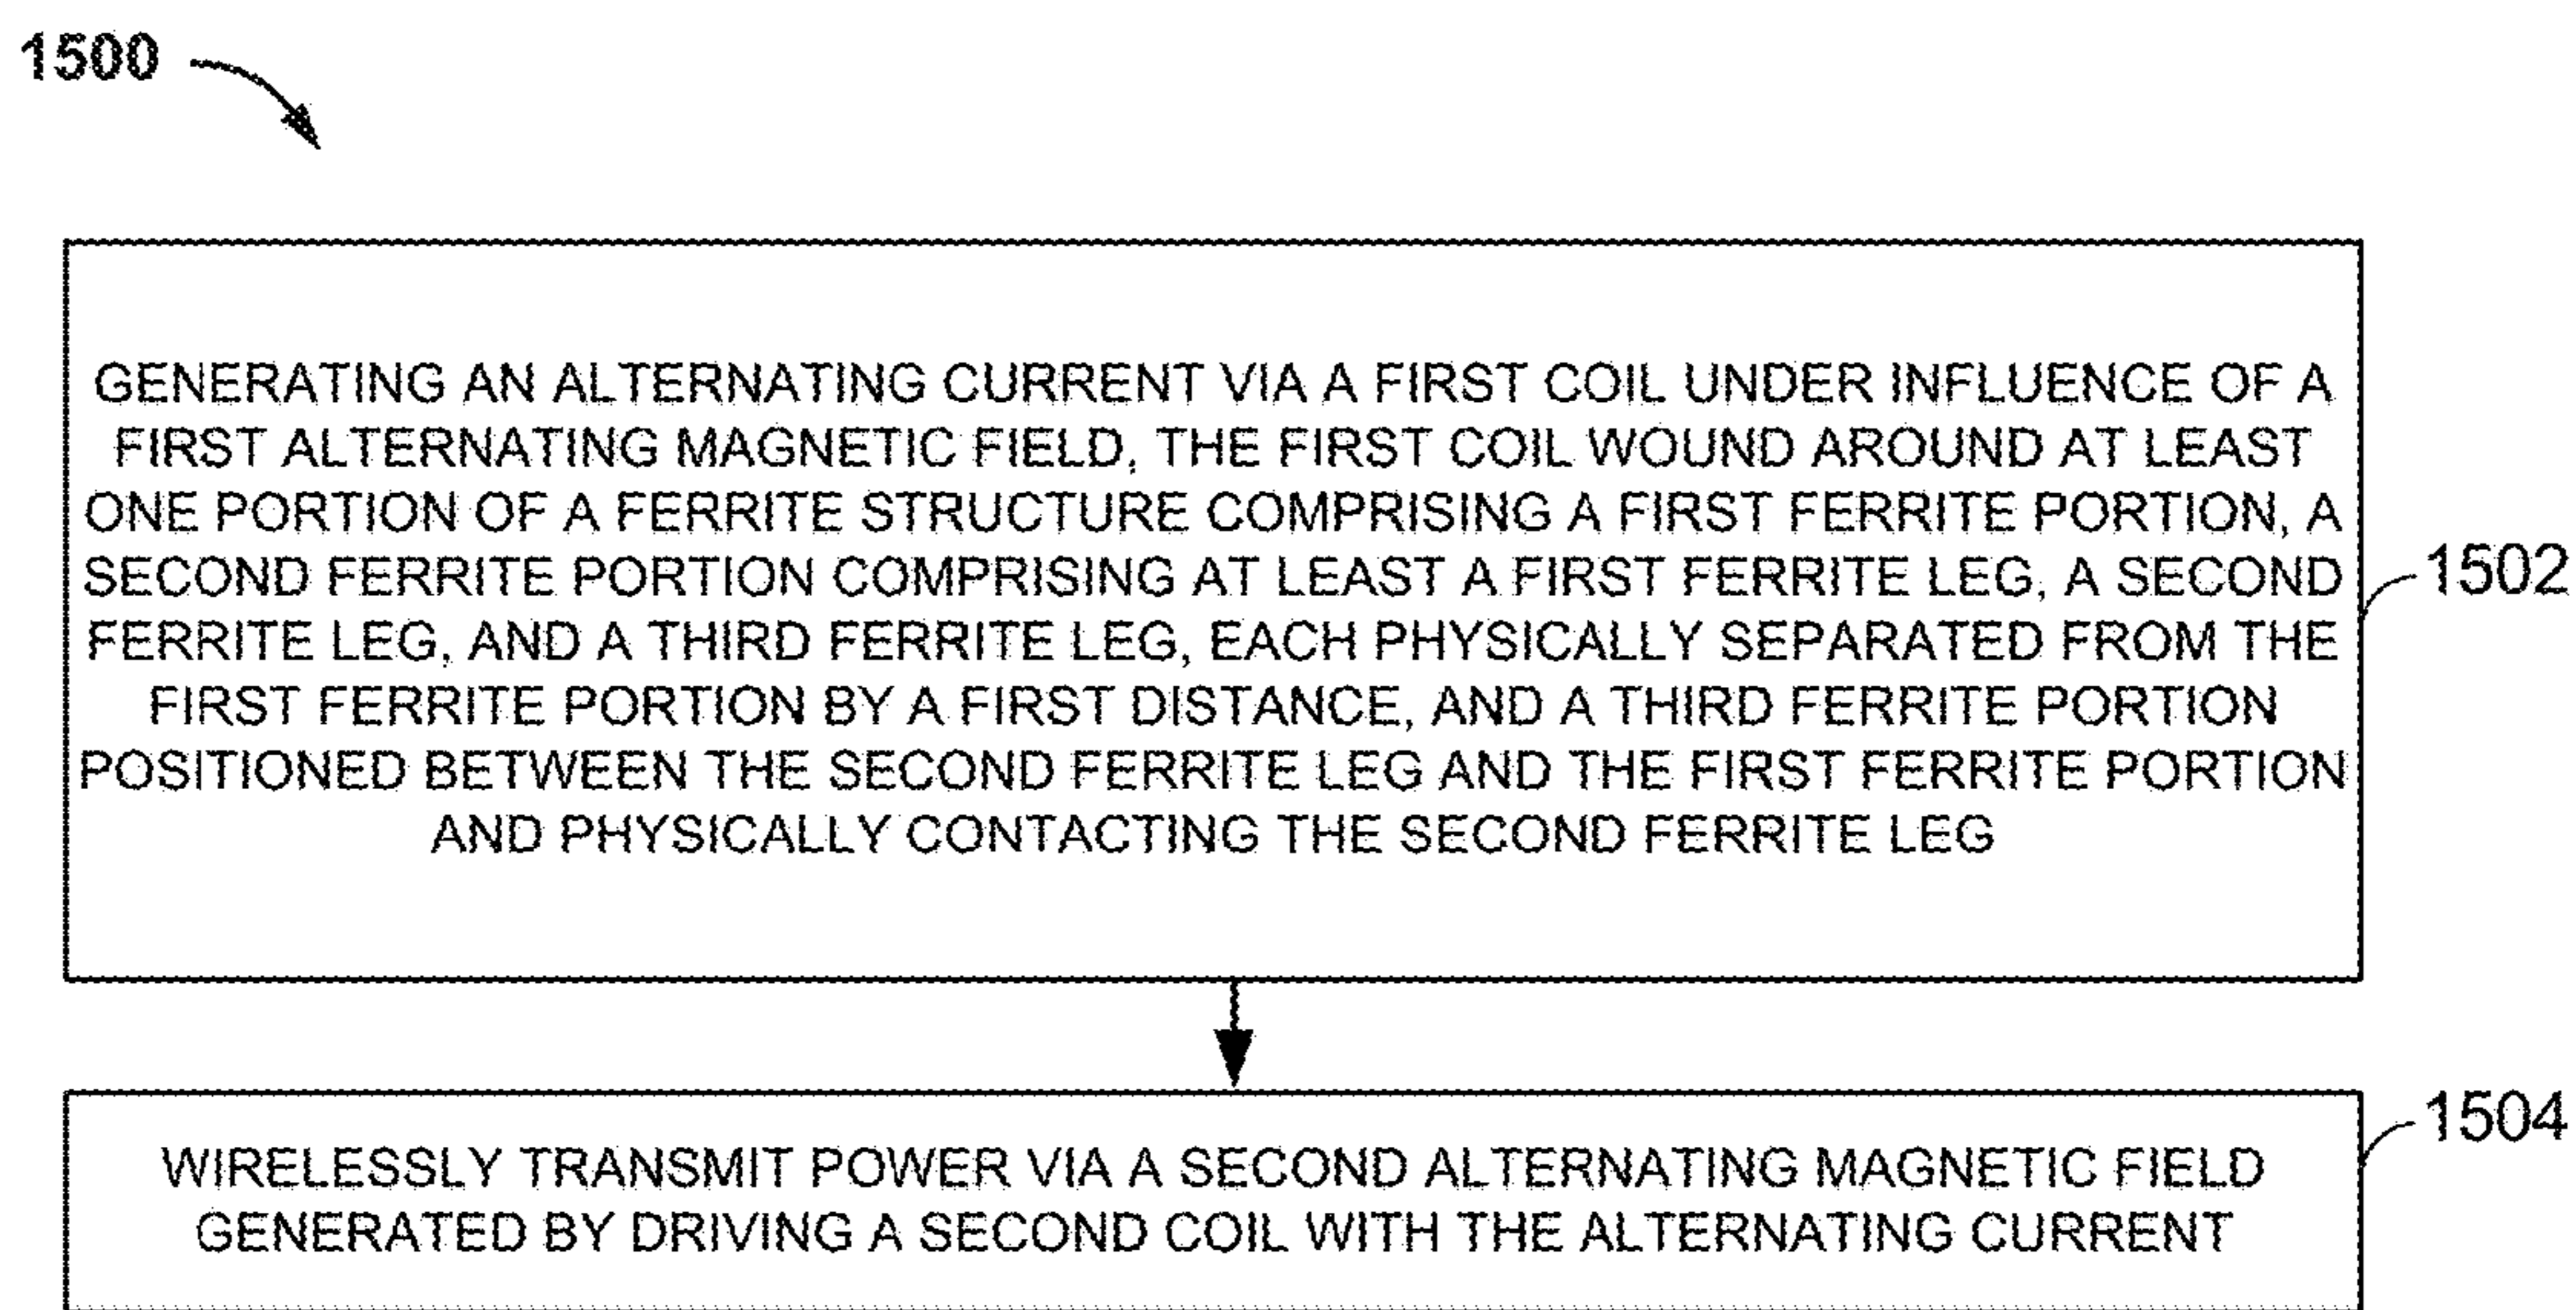 1500
GENERATING AN ALTERNATING CURRENT VIA A FIRST COIL UNDER INFLUENCE OF A
FIRST ALTERNATING MAGNETIC FIELD, THE FIRST COIL WOUND AROUND AT LEAST
ONE PORTION OF A FERRITE STRUCTURE COMPRISING A FIRST FERRITE PORTION, A
SECOND FERRITE PORTION COMPRISING AT LEAST A FIRST FERRITE LEG, A SECOND
FERRITE LEG, AND A THIRD FERRITE LEG, EACH PHYSICALLY SEPARATED FROM THE
FIRST FERRITE PORTION BY A FIRST DISTANCE, AND A THIRD FERRITE PORTION
POSITIONED BETWEEN THE SECOND FERRITE LEG AND THE FIRST FERRITE PORTION
AND PHYSICALLY CONTACTING THE SECOND FERRITE LEG
1502
WIRELESSLY TRANSMIT POWER VIA A SECOND ALTERNATING MAGNETIC FIELD
GENERATED BY DRIVING A SECOND COIL WITH THE ALTERNATING CURRENT
1504